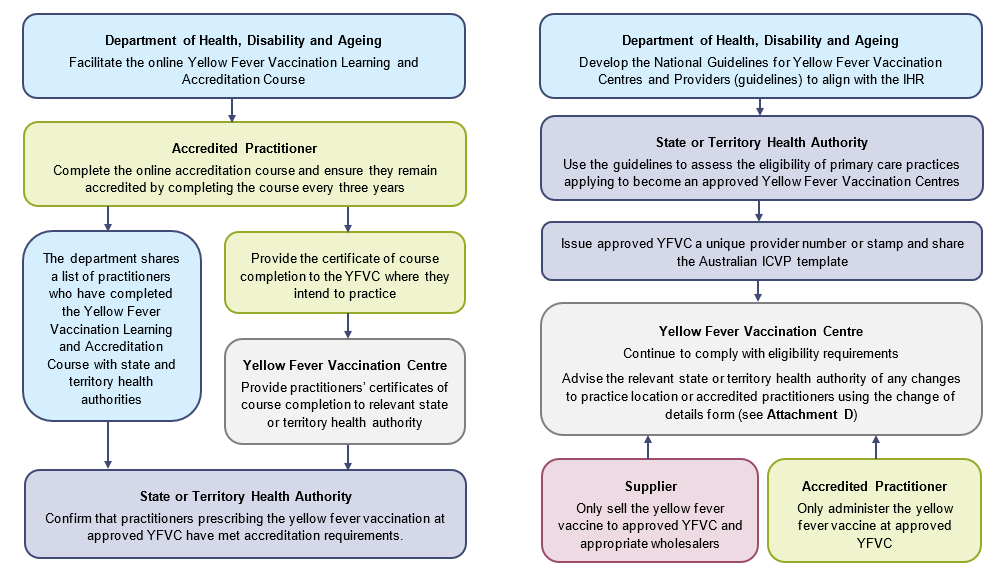 Department of Health, Disability and Ageing
Facilitate the online Yellow Fever Vaccination Learning and
Accreditation Course
Accredited Practitioner
Complete the online accreditation course and ensure they remain
accredited by completing the course every three years
The department shares
a list of practitioners
who have completed
the Yellow Fever
Vaccination Learning
and Accreditation
Course with state and
territory health
authorities
Provide the certificate of course
completion to the YFVC where they
intend to practice
Yellow Fever Vaccination Centre
Provide practitioners' certificates of
course completion to relevant state
or territory health authority
State or Territory Health Authority
Confirm that practitioners prescribing the yellow fever vaccination at
approved YFVC have met accreditation requirements.
Department of Health, Disability and Ageing
Develop the National Guidelines for Yellow Fever Vaccination
Centres and Providers (guidelines) to align with the IHR
State or Territory Health Authority
Use the guidelines to assess the eligibility of primary care practices
applying to become an approved Yellow Fever Vaccination Centres
Issue approved YFVC a unique provider number or stamp and share
the Australian ICVP template
Yellow Fever Vaccination Centre
Continue to comply with eligibility requirements
Advise the relevant state or territory health authority of any changes
to practice location or accredited practitioners using the change of
details form (see Attachment D)
Supplier
Only sell the yellow fever
vaccine to approved YFVC and
appropriate wholesalers
Accredited Practitioner
Only administer the yellow
fever vaccine at approved
YFVC